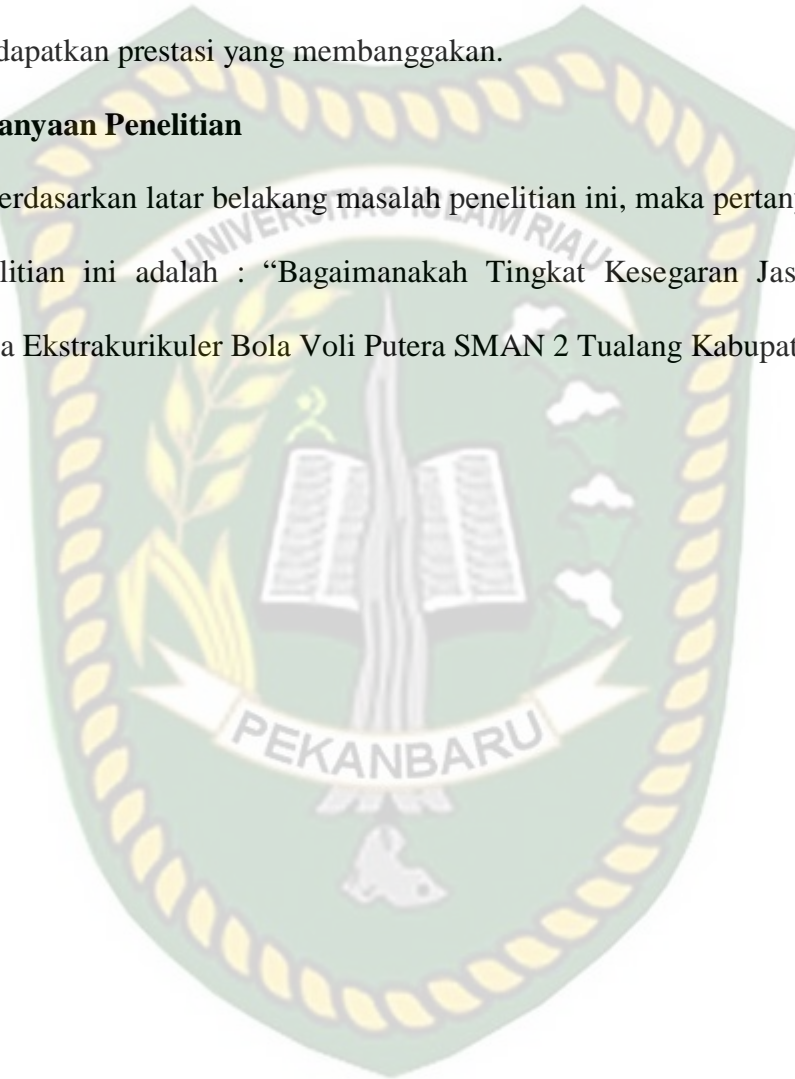 dapatkan prestasi yang membanggakan.
anyaan Penelitian
erdasarkan latar belakang masalah penelitian ini, maka pertany
litian ini adalah : “Bagaimanakah Tingkat Kesegaran Jas
a Ekstrakurikuler Bola Voli Putera SMAN 2 Tualang Kabupat
UNIVERSITAS ISLAM RIAU
PEKANBARU